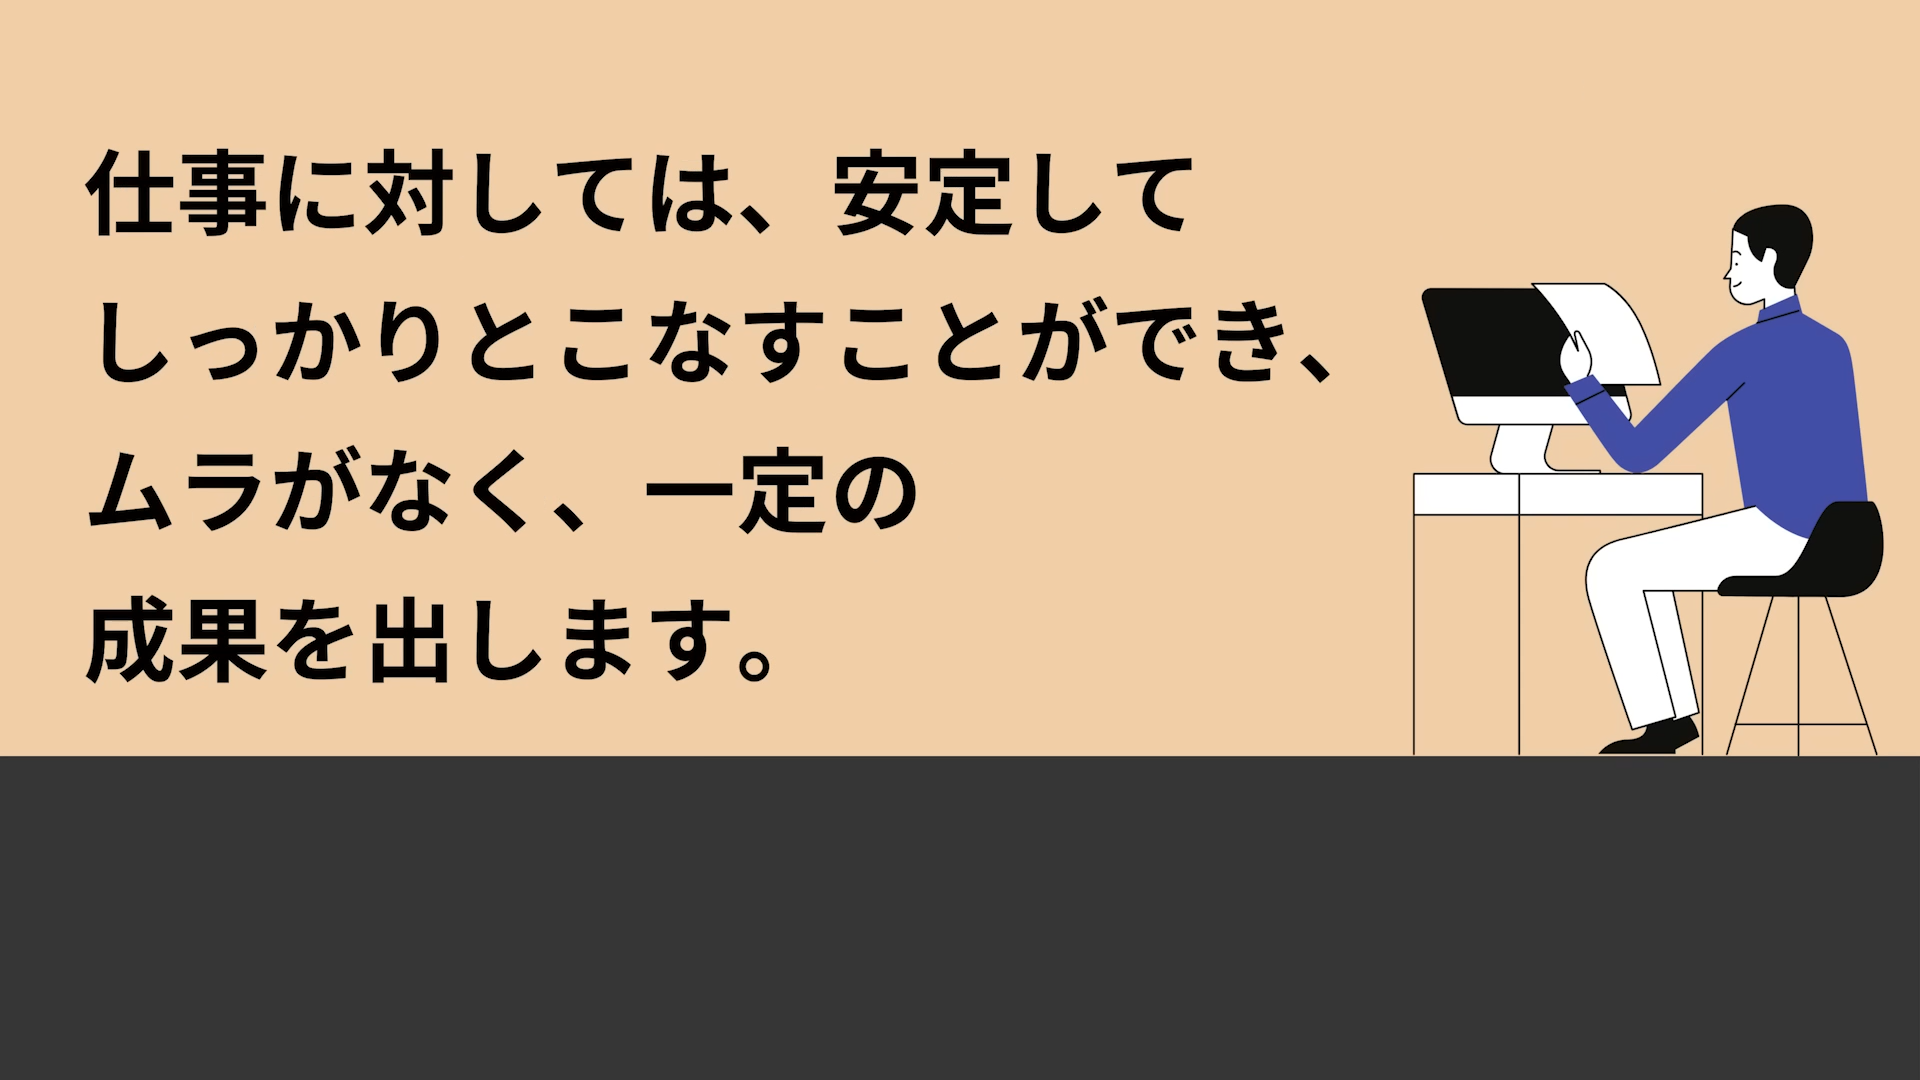 仕事に対しては、安定して
しっかりとこなすことができ、
ムラがなく、一定の
成果を出します。